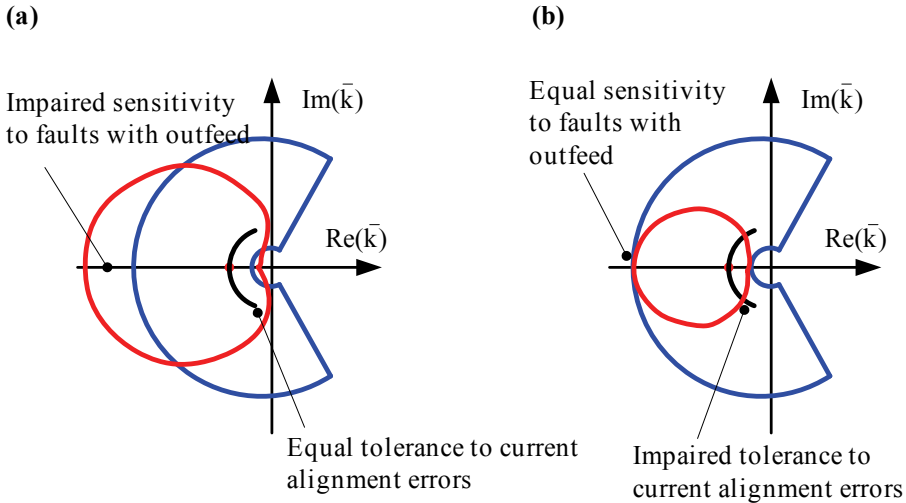 (a)
Impaired sensitivity
to faults with outfeed
Im(k̄)
Re(k̄)
Equal tolerance to current
alignment errors
(b)
Equal sensitivity
to faults with
outfeed
Im(k̄)
Re(k̄)
Impaired tolerance to
current alignment errors